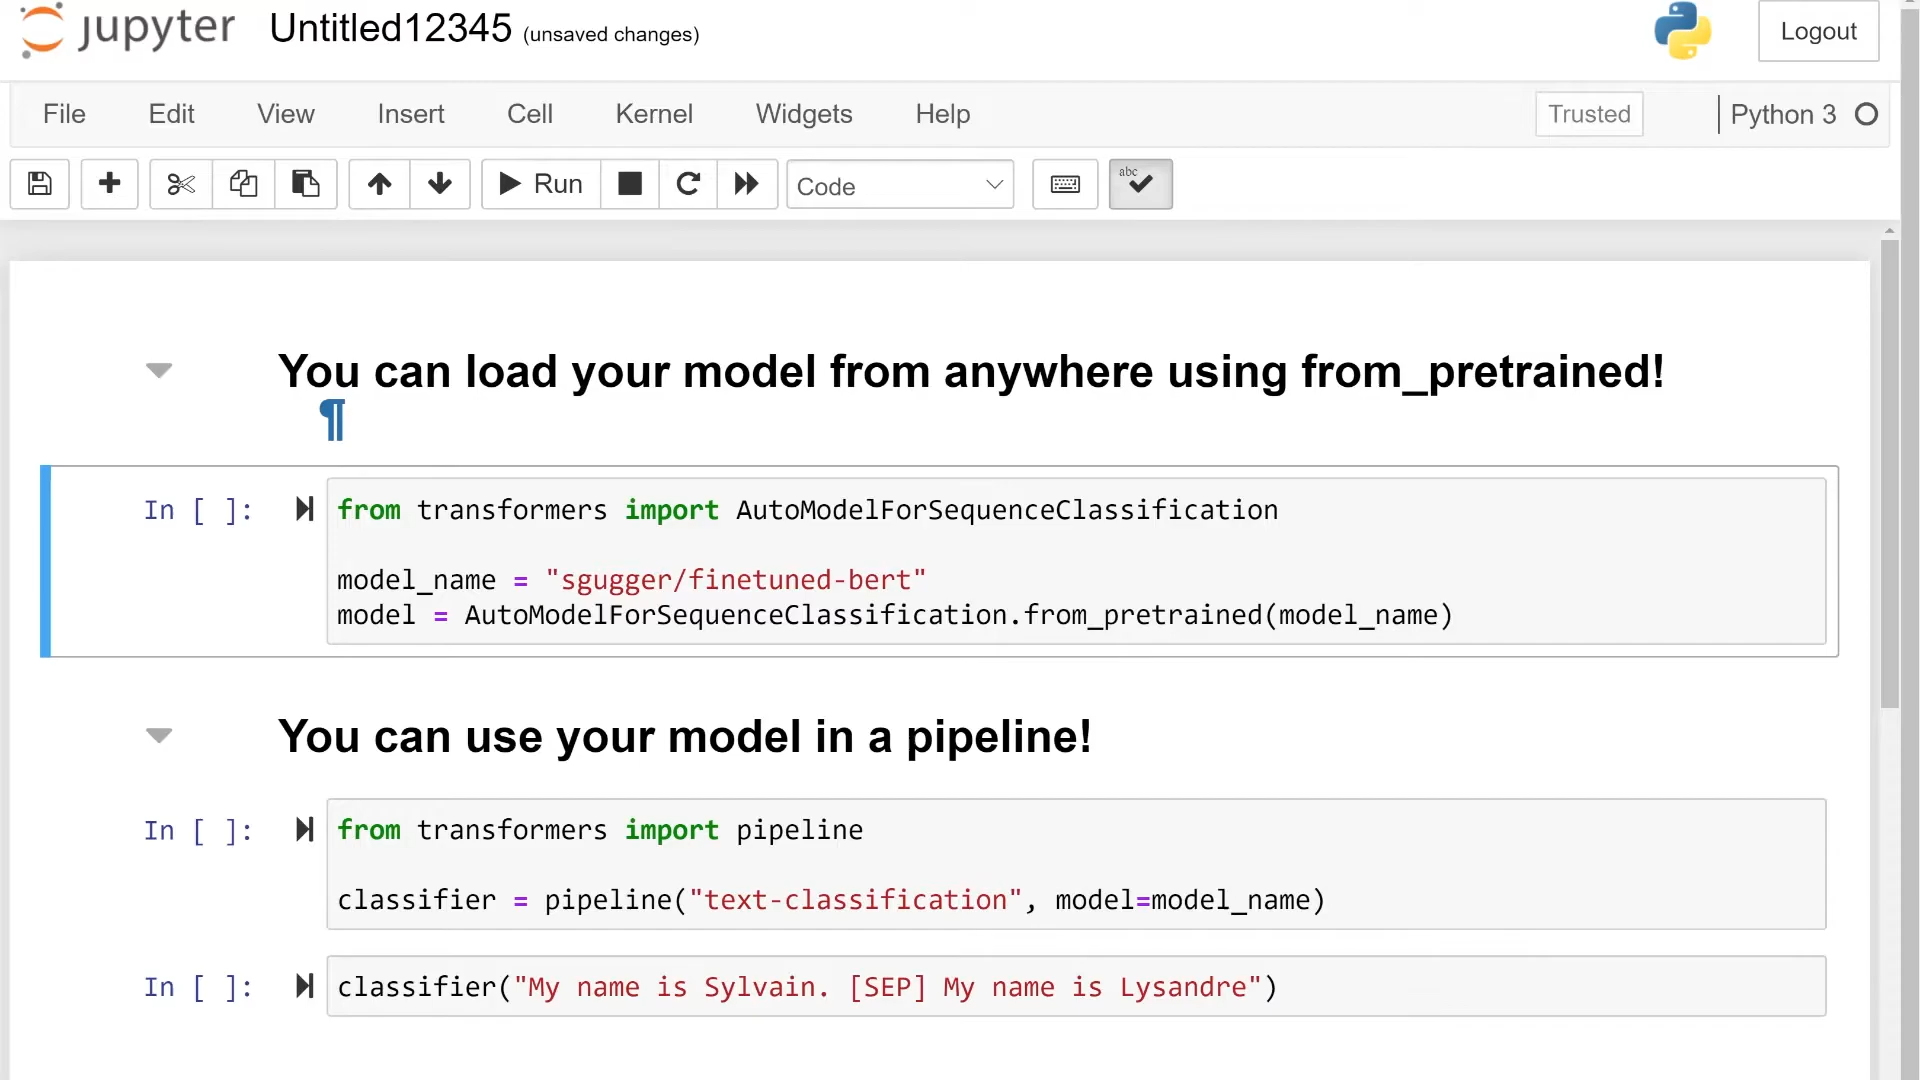 jupyter Untitled12345 (unsaved changes) Logout
File Edit View Insert Cell Kernel Widgets Help Trusted Python 3
Run Code abc
You can load your model from anywhere using from_pretrained!
¶
In [ ]: from transformers import AutoModelForSequenceClassification
model_name = "sgugger/finetuned-bert"
model = AutoModelForSequenceClassification.from_pretrained(model_name)
You can use your model in a pipeline!
In [ ]: from transformers import pipeline
classifier = pipeline("text-classification", model=model_name)
In [ ]: classifier("My name is Sylvain. [SEP] My name is Lysandre")